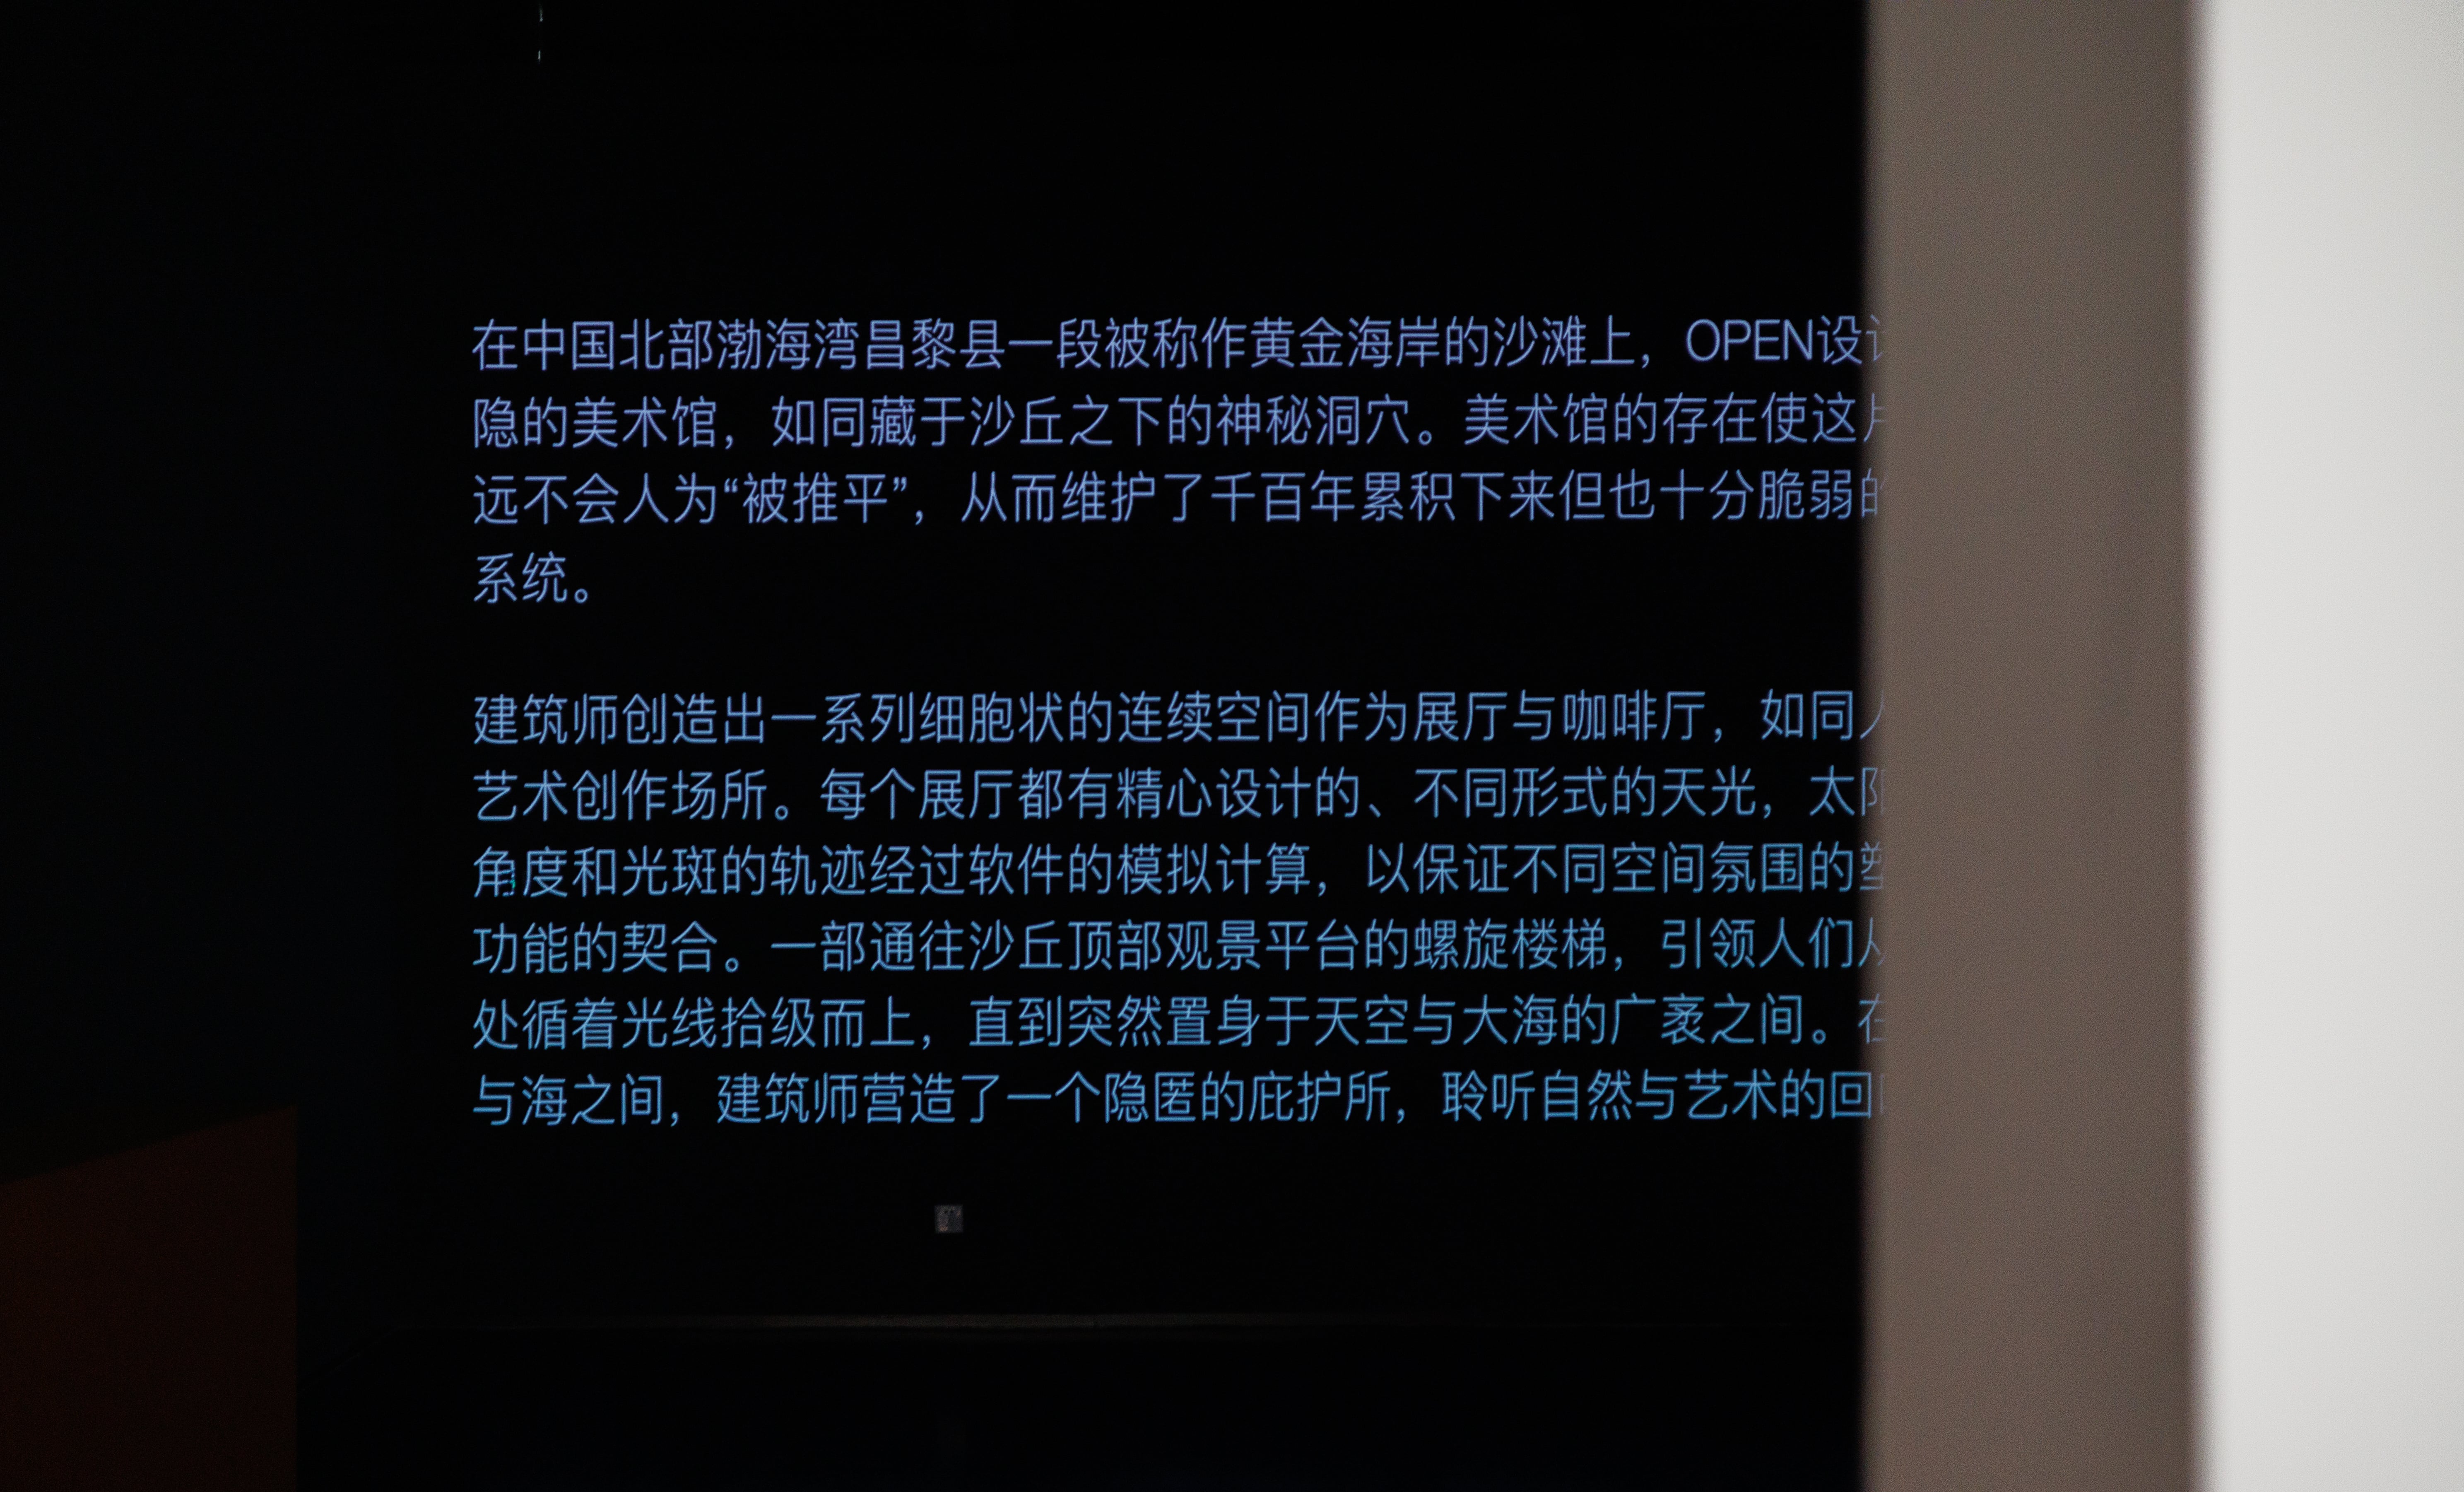 在中国北部渤海湾昌黎县一段被称作黄金海岸的沙滩上，OPEN设
隐的美术馆，如同藏于沙丘之下的神秘洞穴。美术馆的存在使这
远不会人为“被推平”，从而维护了千百年累积下来但也十分脆弱的
系统。
建筑师创造出一系列细胞状的连续空间作为展厅与咖啡厅，如同
艺术创作场所。每个展厅都有精心设计的、不同形式的天光，太
角度和光斑的轨迹经过软件的模拟计算，以保证不同空间氛围的
功能的契合。一部通往沙丘顶部观景平台的螺旋楼梯，引领人们
处循着光线拾级而上，直到突然置身于天空与大海的广袤之间。
与海之间，建筑师营造了一个隐匿的庇护所，聆听自然与艺术的回